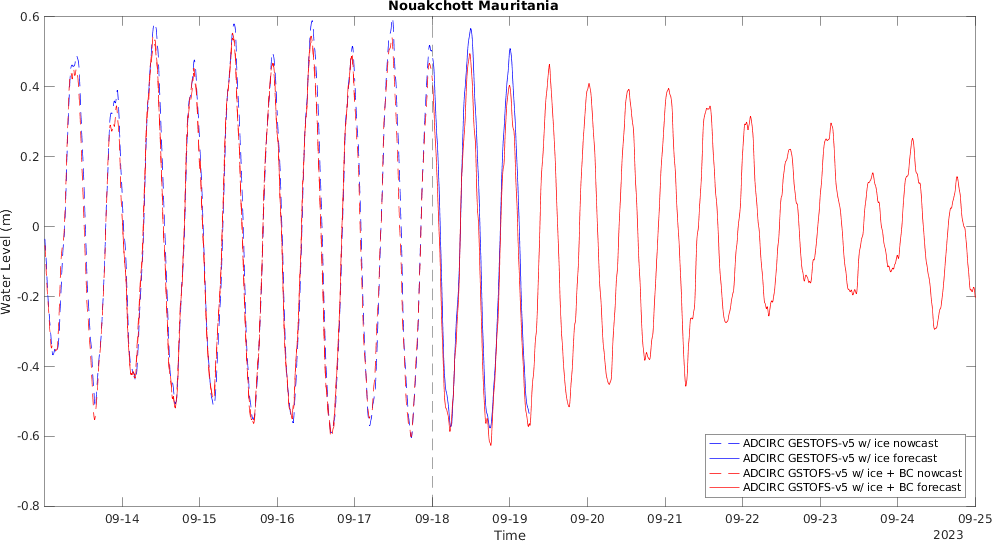 Nouakchott Mauritania
0.6
0.4
0.2
0
-0.2
-0.4
-0.6
-0.8
Water Level (m)
ADCIRC GESTOFS-v5 w/ ice nowcast
ADCIRC GESTOFS-v5 w/ ice forecast
ADCIRC GSTOFS-v5 w/ ice + BC nowcast
ADCIRC GSTOFS-v5 w/ ice + BC forecast
09-14 09-15 09-16 09-17 09-18 09-19 09-20 09-21 09-22 09-23 09-24 09-25
Time
2023